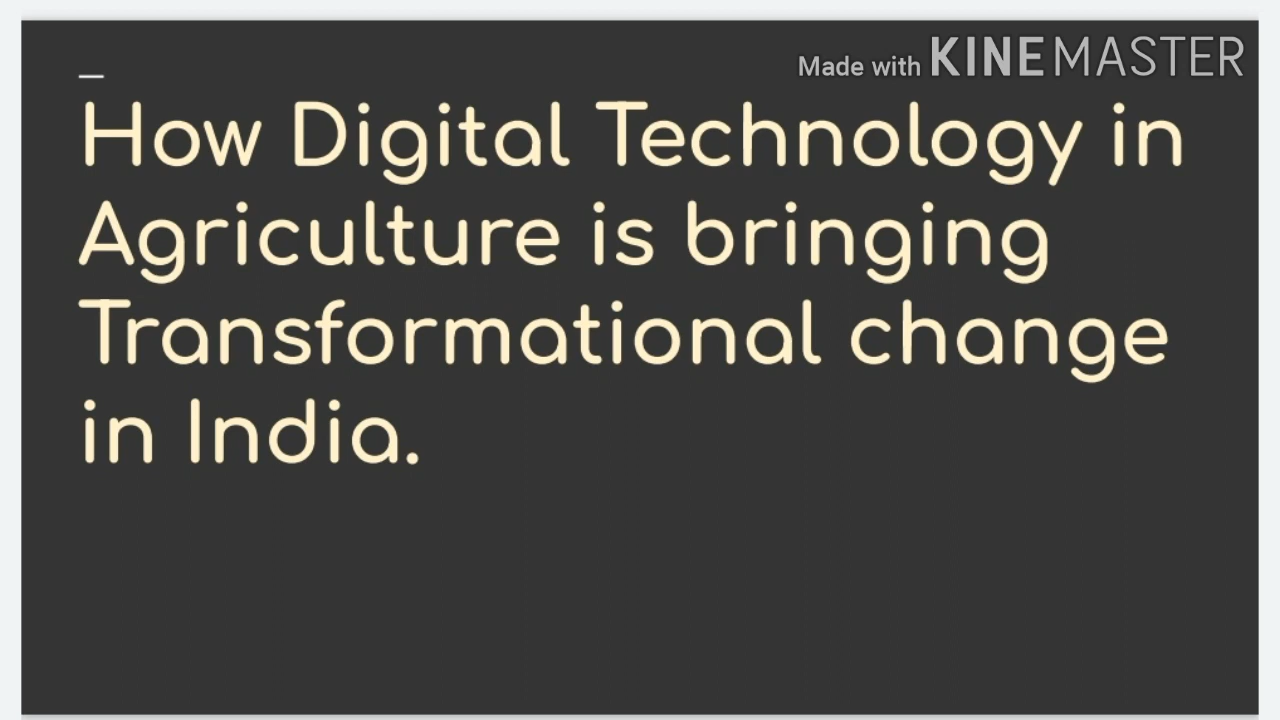 Made with KINEMASTER
How Digital Technology in
Agriculture is bringing
Transformational change
in India.